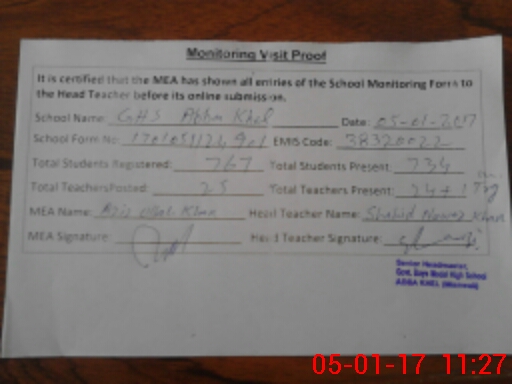 Monitoring Visit Proof
It is certified that the MEA has shown all entries of the School Monitoring Form to
the Head Teacher before its online submission.
School Name: GHS Abba Khel Date: 05-01-2017
School Form No: EMIS Code: 38320022
Total Students Registered: 767 Total Students Present: 734
Total Teachers Posted: 25 Total Teachers Present: 24+1
MEA Name: Khan Head Teacher Name: Shahid Nawaz Khan
MEA Signature: Head Teacher Signature:
Senior Headmaster,
Govt. Boys Model High School
ABBA KHEL (Mianwali)
05-01-17 11:27